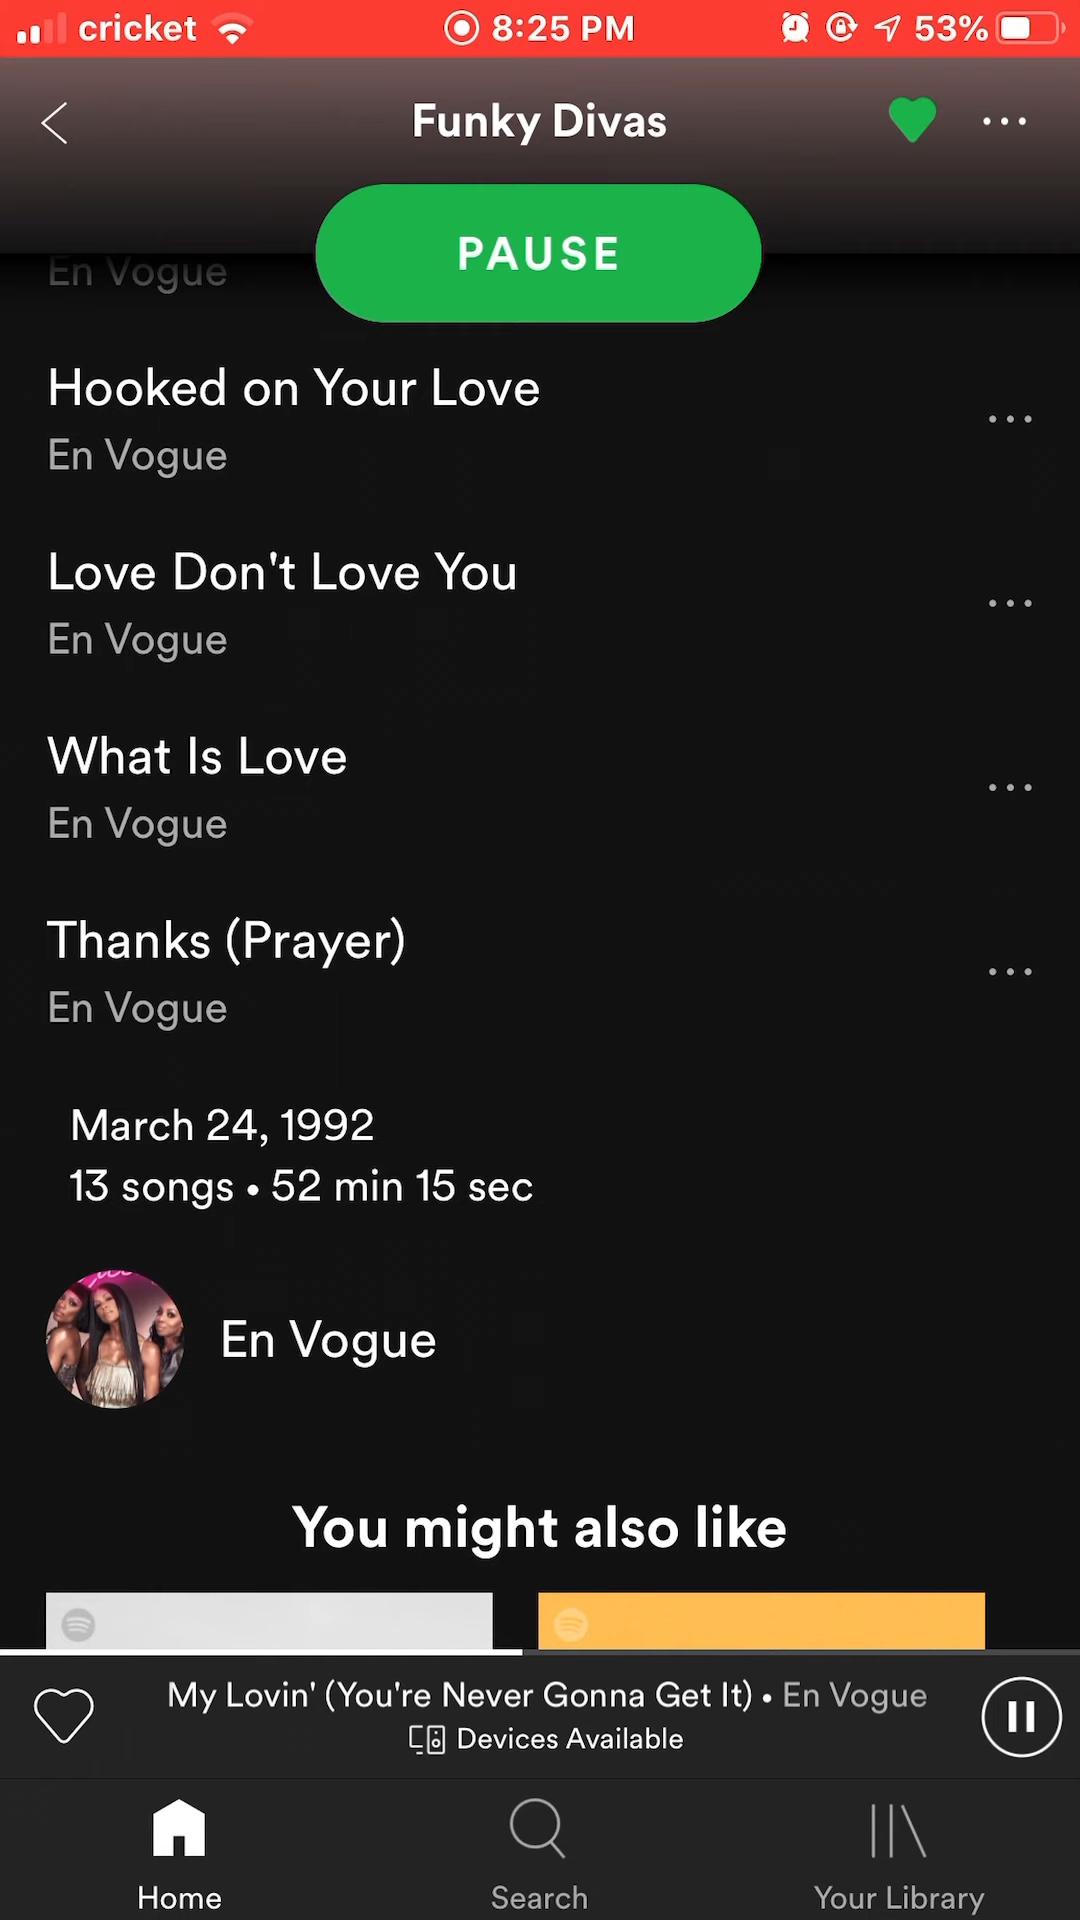 cricket 8:25 PM 53%
Funky Divas
PAUSE
En Vogue
Hooked on Your Love
En Vogue
Love Don't Love You
En Vogue
What Is Love
En Vogue
Thanks (Prayer)
En Vogue
March 24, 1992
13 songs • 52 min 15 sec
En Vogue
You might also like
My Lovin' (You're Never Gonna Get It) • En Vogue
Devices Available
Home Search Your Library